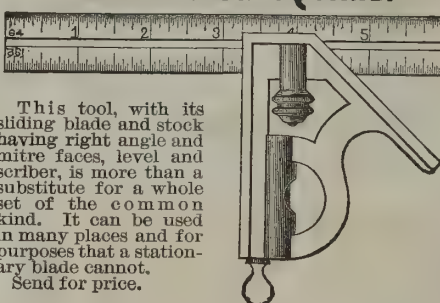 64 1 2 3 4 5
This tool, with its
sliding blade and stock
having right angle and
mitre faces, level and
scriber, is more than a
substitute for a whole
set of the common
kind. It can be used
in many places and for
purposes that a station-
ary blade cannot.
Send for price.